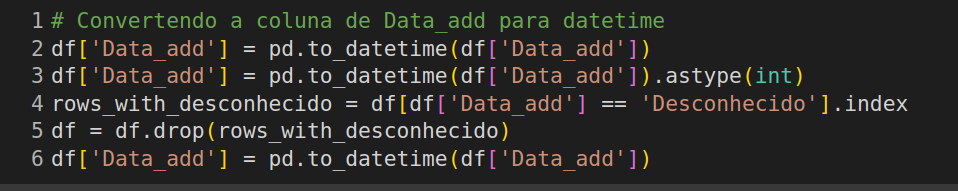 1 # Convertendo a coluna de Data_add para datetime
2 df['Data_add'] = pd.to_datetime(df['Data_add'])
3 df['Data_add'] = pd.to_datetime(df['Data_add']).astype(int)
4 rows_with_desconhecido = df[df['Data_add'] == 'Desconhecido'].index
5 df = df.drop(rows_with_desconhecido)
6 df['Data_add'] = pd.to_datetime(df['Data_add'])